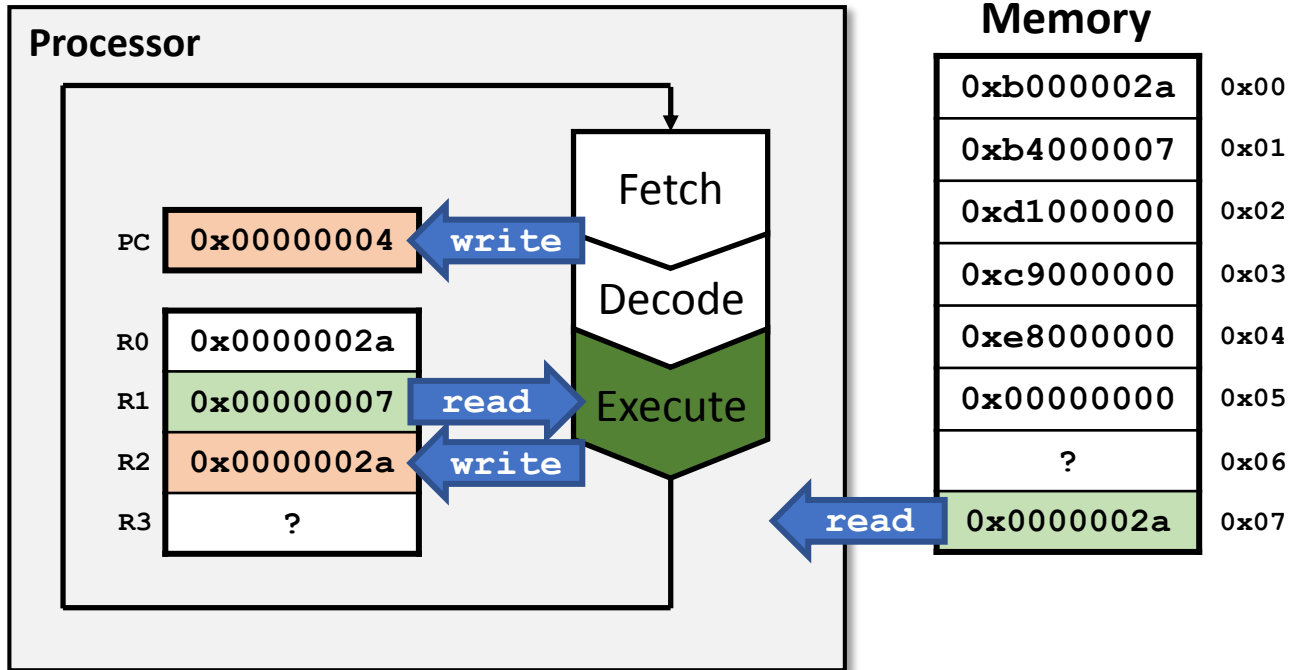 Processor
Memory
Fetch
Decode
Execute
PC 0x00000004 write
R0 0x0000002a
R1 0x00000007 read
R2 0x0000002a write
R3 ?
0xb000002a 0x00
0xb4000007 0x01
0xd1000000 0x02
0xc9000000 0x03
0xe8000000 0x04
0x00000000 0x05
? 0x06
read 0x0000002a 0x07